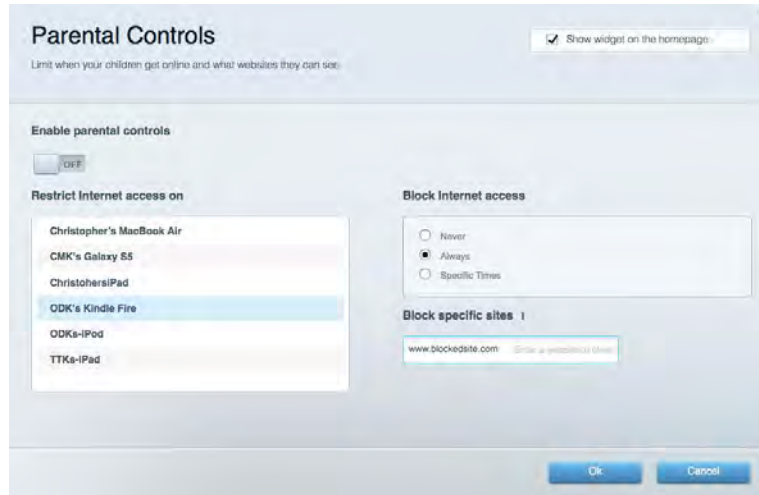 Parental Controls
Show widget on the homepage
Limit when your children get online and what websites they can see.
Enable parental controls
OFF
Restrict Internet access on
Block Internet access
Christopher's MacBook Air
CMK's Galaxy S5
ChristohersiPad
ODK's Kindle Fire
ODKs-iPod
TTKs-iPad
Never
Always
Specific Times
Block specific sites
www.blockedsite.com
Ok
Cancel